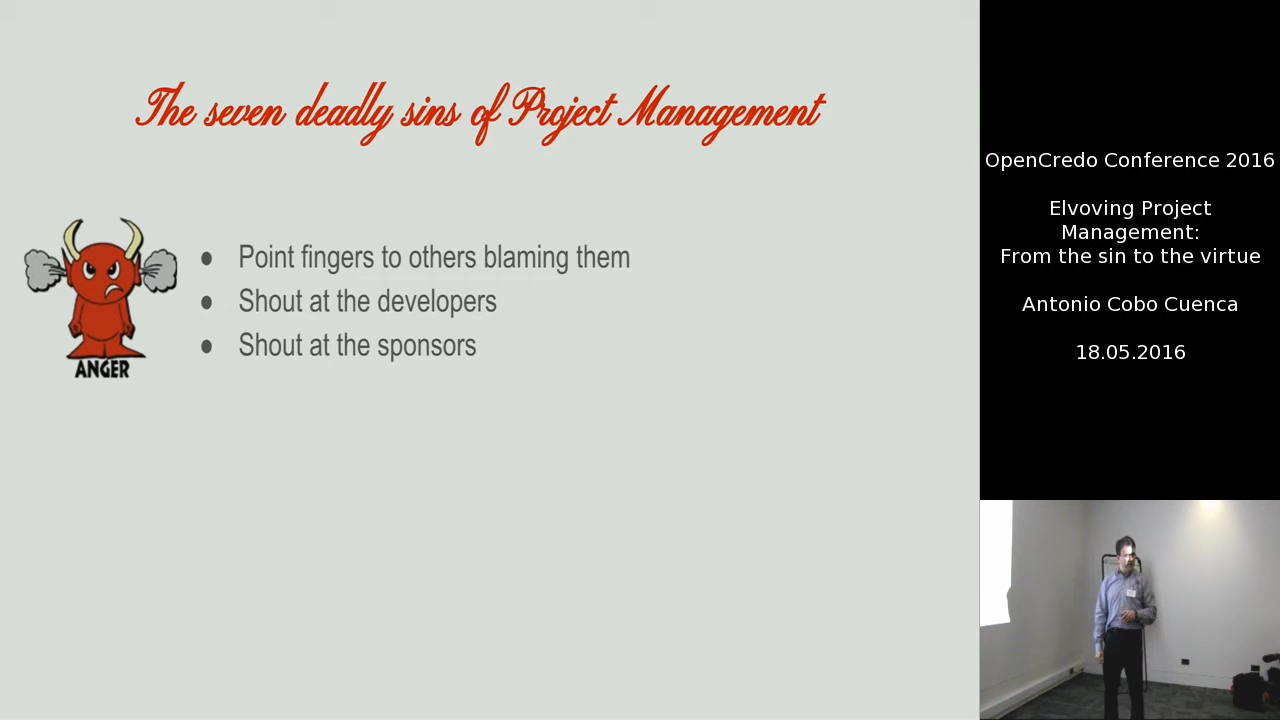 The seven deadly sins of Project Management
ANGER
● Point fingers to others blaming them
● Shout at the developers
● Shout at the sponsors
OpenCredo Conference 2016
Elvoving Project
Management:
From the sin to the virtue
Antonio Cobo Cuenca
18.05.2016